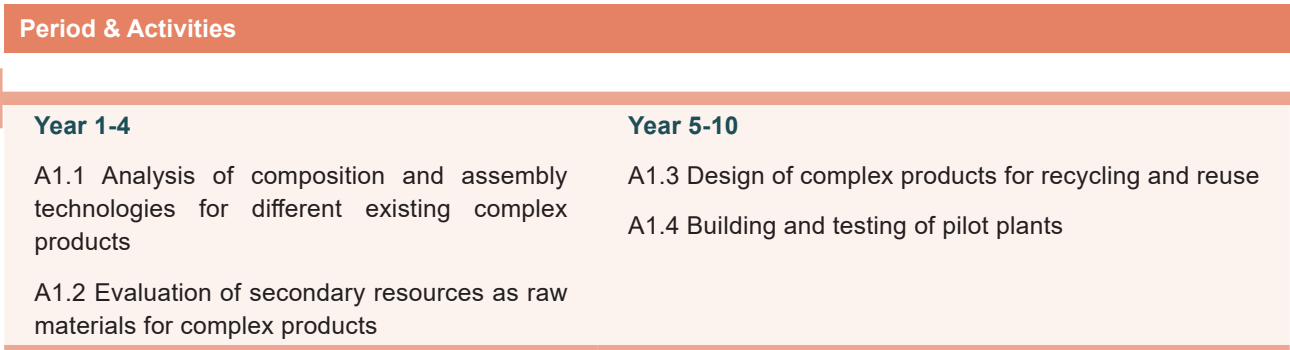 Period & Activities
Year 1-4
A1.1 Analysis of composition and assembly
technologies for different existing complex
products
A1.2 Evaluation of secondary resources as raw
materials for complex products
Year 5-10
A1.3 Design of complex products for recycling and reuse
A1.4 Building and testing of pilot plants